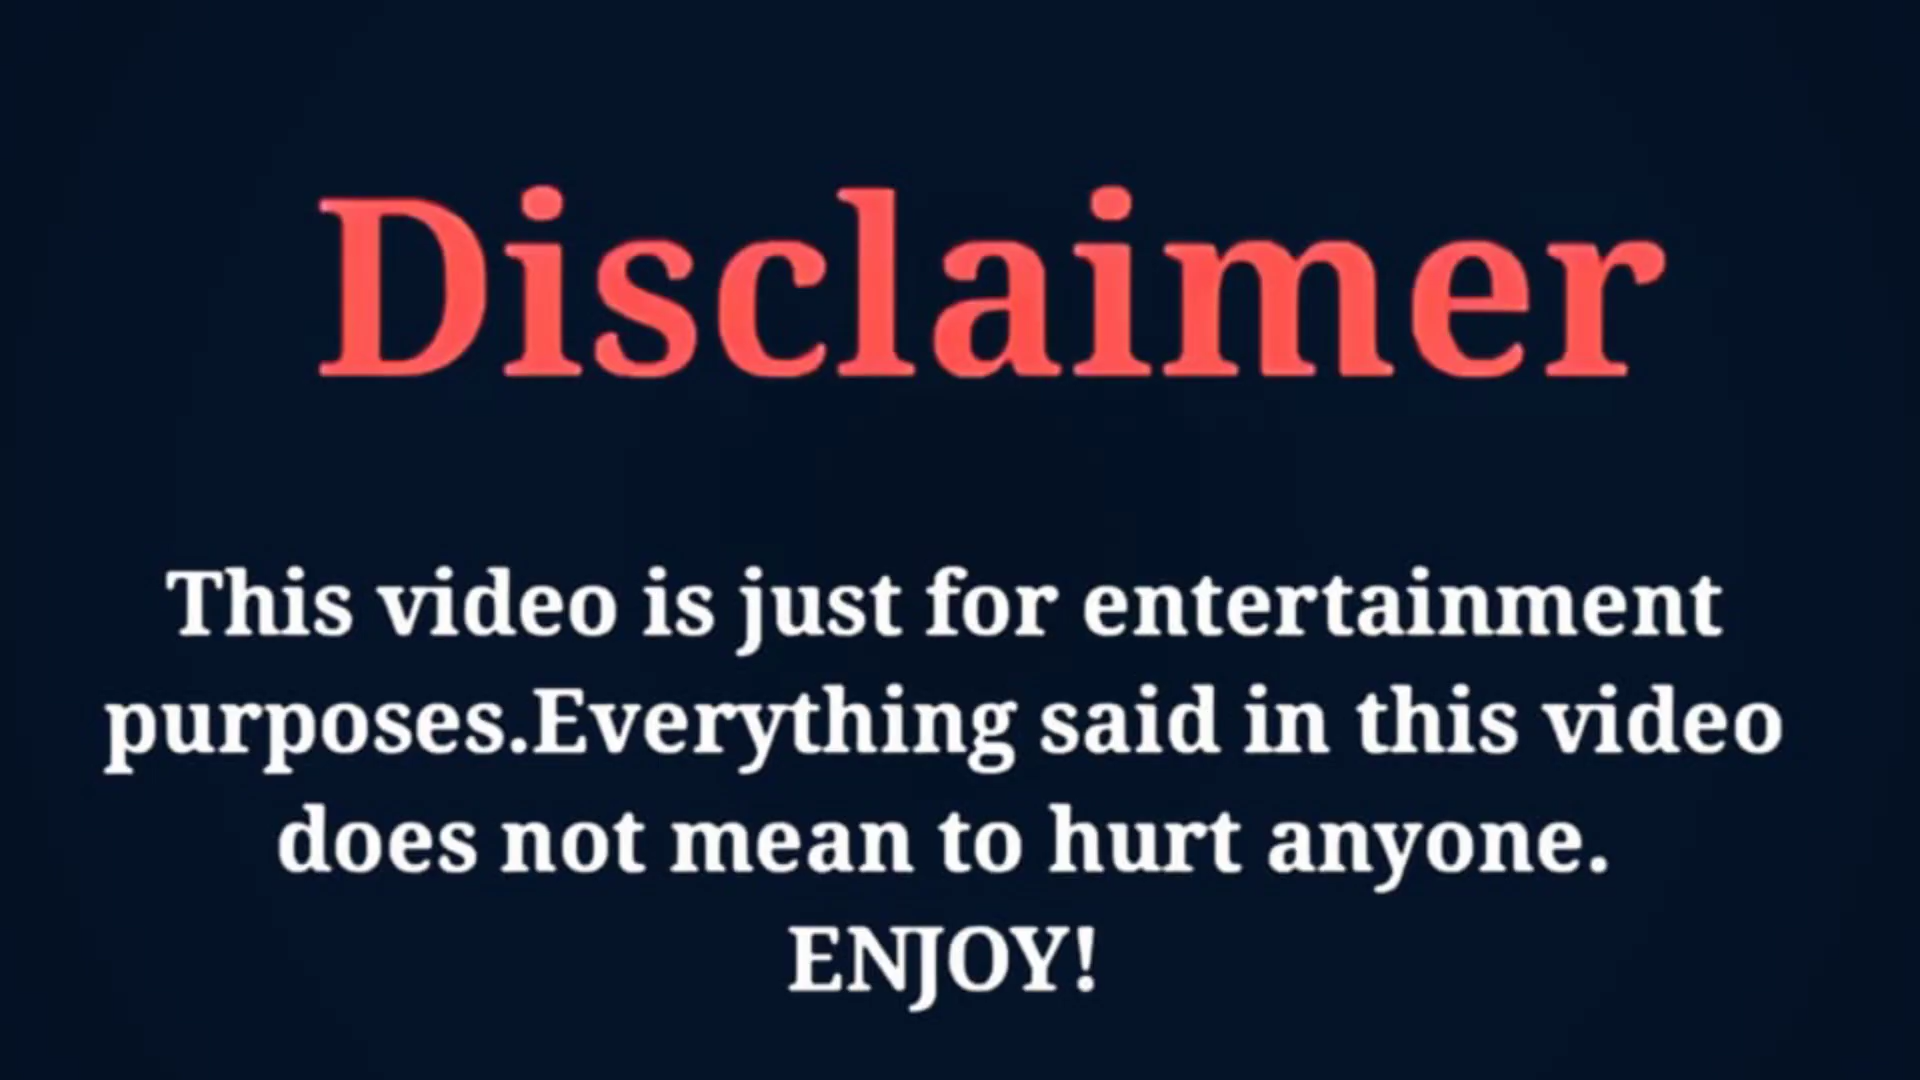 Disclaimer
This video is just for entertainment
purposes.Everything said in this video
does not mean to hurt anyone.
ENJOY!